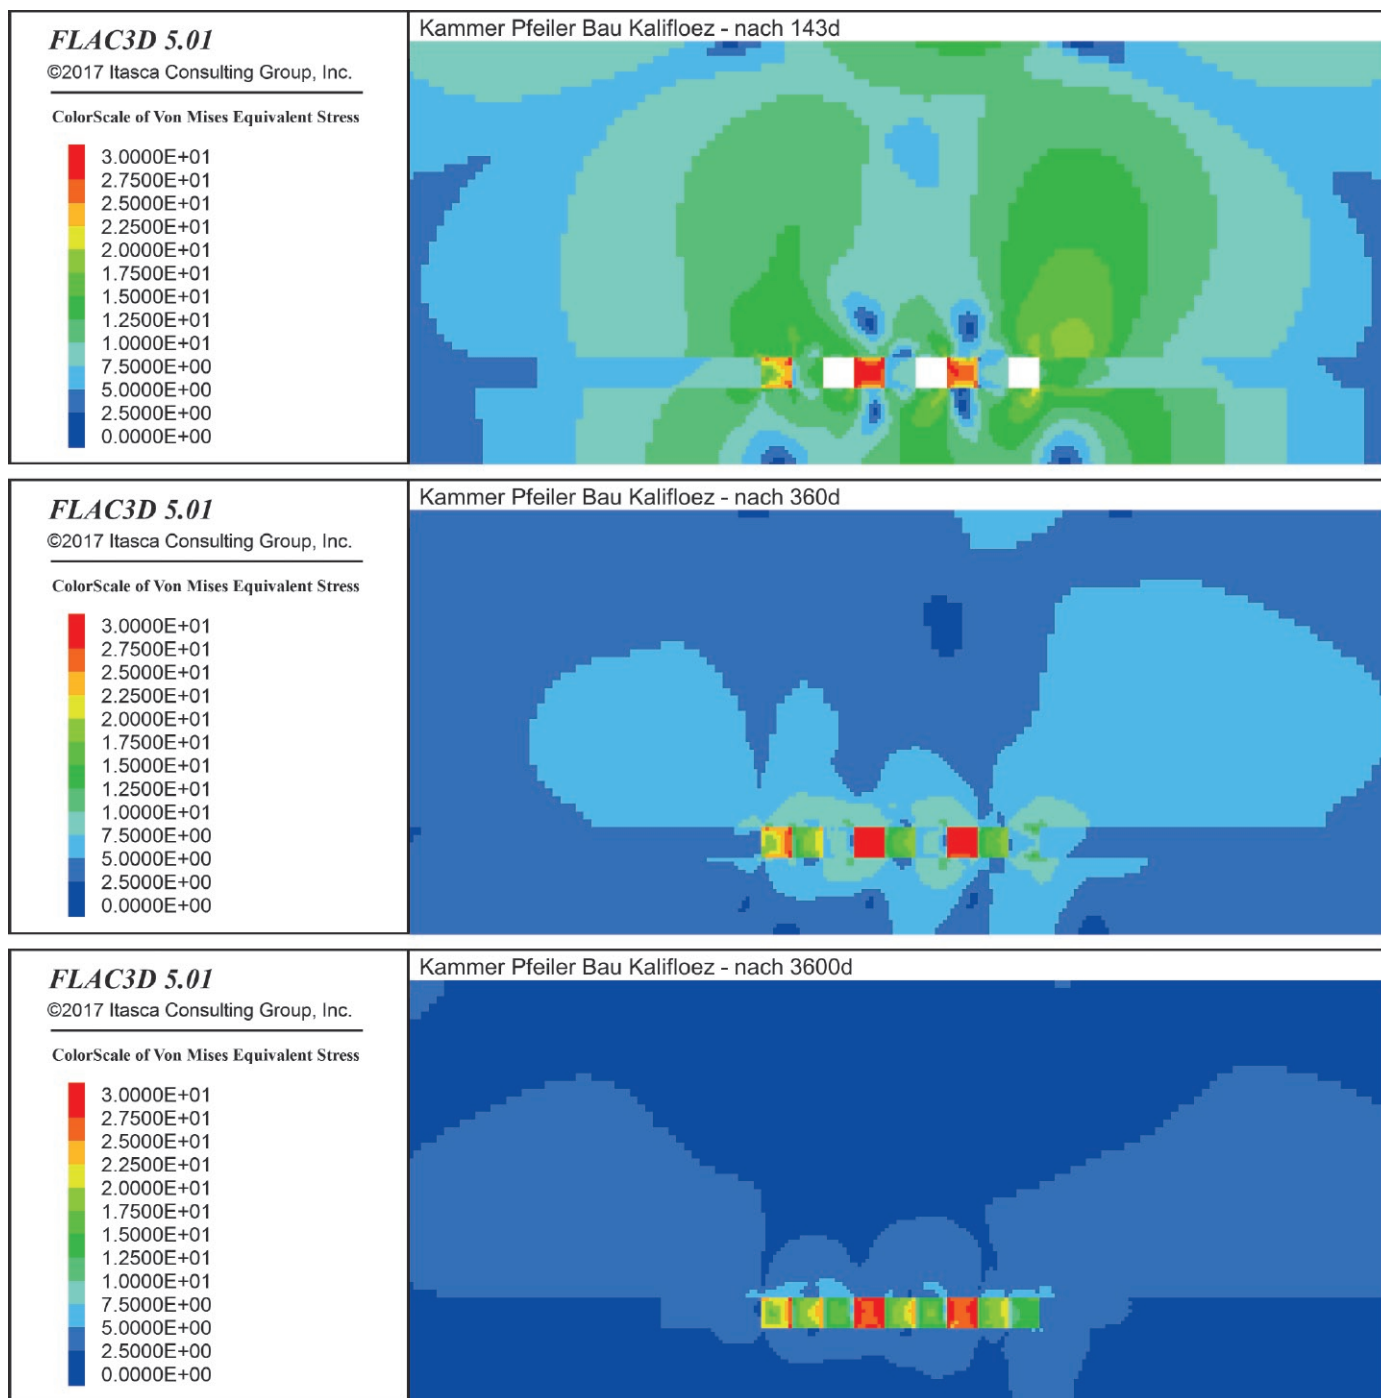 FLAC3D 5.01
©2017 Itasca Consulting Group, Inc.
ColorScale of Von Mises Equivalent Stress
3.0000E+01
2.7500E+01
2.5000E+01
2.2500E+01
2.0000E+01
1.7500E+01
1.5000E+01
1.2500E+01
1.0000E+01
7.5000E+00
5.0000E+00
2.5000E+00
0.0000E+00
Kammer Pfeiler Bau Kalifloez - nach 143d
FLAC3D 5.01
©2017 Itasca Consulting Group, Inc.
ColorScale of Von Mises Equivalent Stress
3.0000E+01
2.7500E+01
2.5000E+01
2.2500E+01
2.0000E+01
1.7500E+01
1.5000E+01
1.2500E+01
1.0000E+01
7.5000E+00
5.0000E+00
2.5000E+00
0.0000E+00
Kammer Pfeiler Bau Kalifloez - nach 360d
FLAC3D 5.01
©2017 Itasca Consulting Group, Inc.
ColorScale of Von Mises Equivalent Stress
3.0000E+01
2.7500E+01
2.5000E+01
2.2500E+01
2.0000E+01
1.7500E+01
1.5000E+01
1.2500E+01
1.0000E+01
7.5000E+00
5.0000E+00
2.5000E+00
0.0000E+00
Kammer Pfeiler Bau Kalifloez - nach 3600d